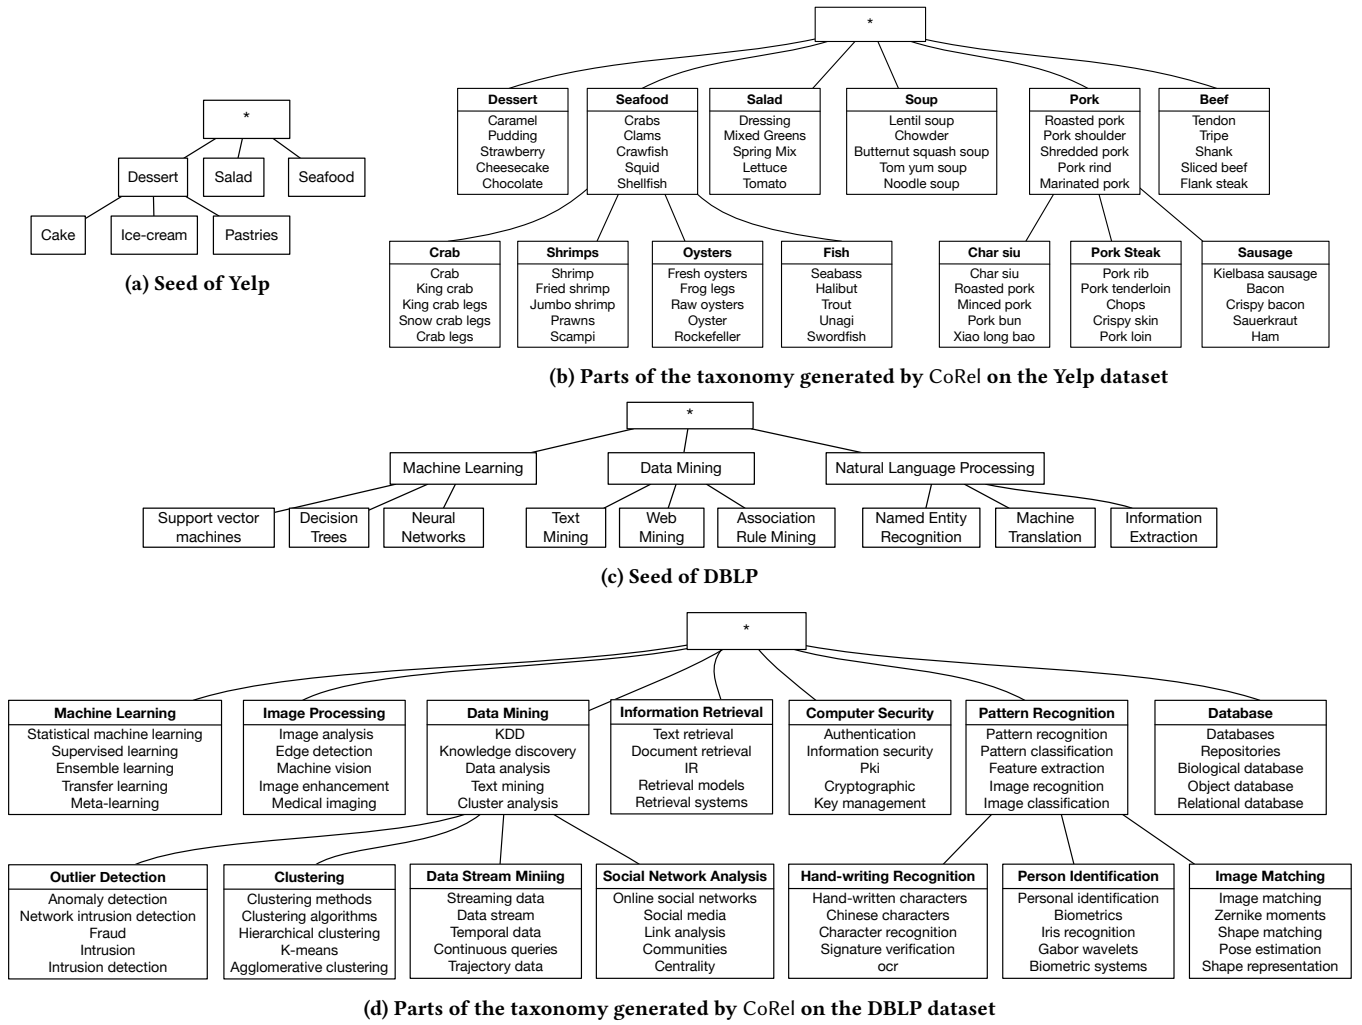 *
Dessert
Salad
Seafood
Cake
Ice-cream
Pastries
(a) Seed of Yelp
*
Dessert
Caramel
Pudding
Strawberry
Cheesecake
Chocolate
Seafood
Crabs
Clams
Crawfish
Squid
Shellfish
Salad
Dressing
Mixed Greens
Spring Mix
Lettuce
Tomato
Soup
Lentil soup
Chowder
Butternut squash soup
Tom yum soup
Noodle soup
Pork
Roasted pork
Pork shoulder
Shredded pork
Pork rind
Marinated pork
Beef
Tendon
Tripe
Shank
Sliced beef
Flank steak
Crab
Crab
King crab
King crab legs
Snow crab legs
Crab legs
Shrimps
Shrimp
Fried shrimp
Jumbo shrimp
Prawns
Scampi
Oysters
Fresh oysters
Frog legs
Raw oysters
Oyster
Rockefeller
Fish
Seabass
Halibut
Trout
Unagi
Swordfish
Char siu
Char siu
Roasted pork
Minced pork
Pork bun
Xiao long bao
Pork Steak
Pork rib
Pork tenderloin
Chops
Crispy skin
Pork loin
Sausage
Kielbasa sausage
Bacon
Crispy bacon
Sauerkraut
Ham
(b) Parts of the taxonomy generated by CoRel on the Yelp dataset
*
Machine Learning
Data Mining
Natural Language Processing
Support vector
machines
Decision
Trees
Neural
Networks
Text
Mining
Web
Mining
Association
Rule Mining
Named Entity
Recognition
Machine
Translation
Information
Extraction
(c) Seed of DBLP
*
Machine Learning
Statistical machine learning
Supervised learning
Ensemble learning
Transfer learning
Meta-learning
Image Processing
Image analysis
Edge detection
Machine vision
Image enhancement
Medical imaging
Data Mining
KDD
Knowledge discovery
Data analysis
Text mining
Cluster analysis
Information Retrieval
Text retrieval
Document retrieval
IR
Retrieval models
Retrieval systems
Computer Security
Authentication
Information security
Pki
Cryptographic
Key management
Pattern Recognition
Pattern recognition
Pattern classification
Feature extraction
Image recognition
Image classification
Database
Databases
Repositories
Biological database
Object database
Relational database
Outlier Detection
Anomaly detection
Network intrusion detection
Fraud
Intrusion
Intrusion detection
Clustering
Clustering methods
Clustering algorithms
Hierarchical clustering
K-means
Agglomerative clustering
Data Stream Miniing
Streaming data
Data stream
Temporal data
Continuous queries
Trajectory data
Social Network Analysis
Online social networks
Social media
Link analysis
Communities
Centrality
Hand-writing Recognition
Hand-written characters
Chinese characters
Character recognition
Signature verification
ocr
Person Identification
Personal identification
Biometrics
Iris recognition
Gabor wavelets
Biometric systems
Image Matching
Image matching
Zernike moments
Shape matching
Pose estimation
Shape representation
(d) Parts of the taxonomy generated by CoRel on the DBLP dataset